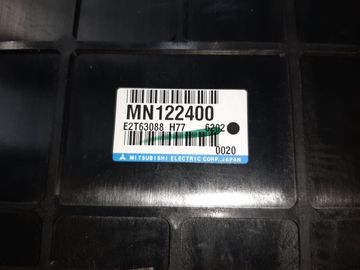 MN122400
E2T63088 H77 6202
0020
MITSUBISHI ELECTRIC CORP. JAPAN